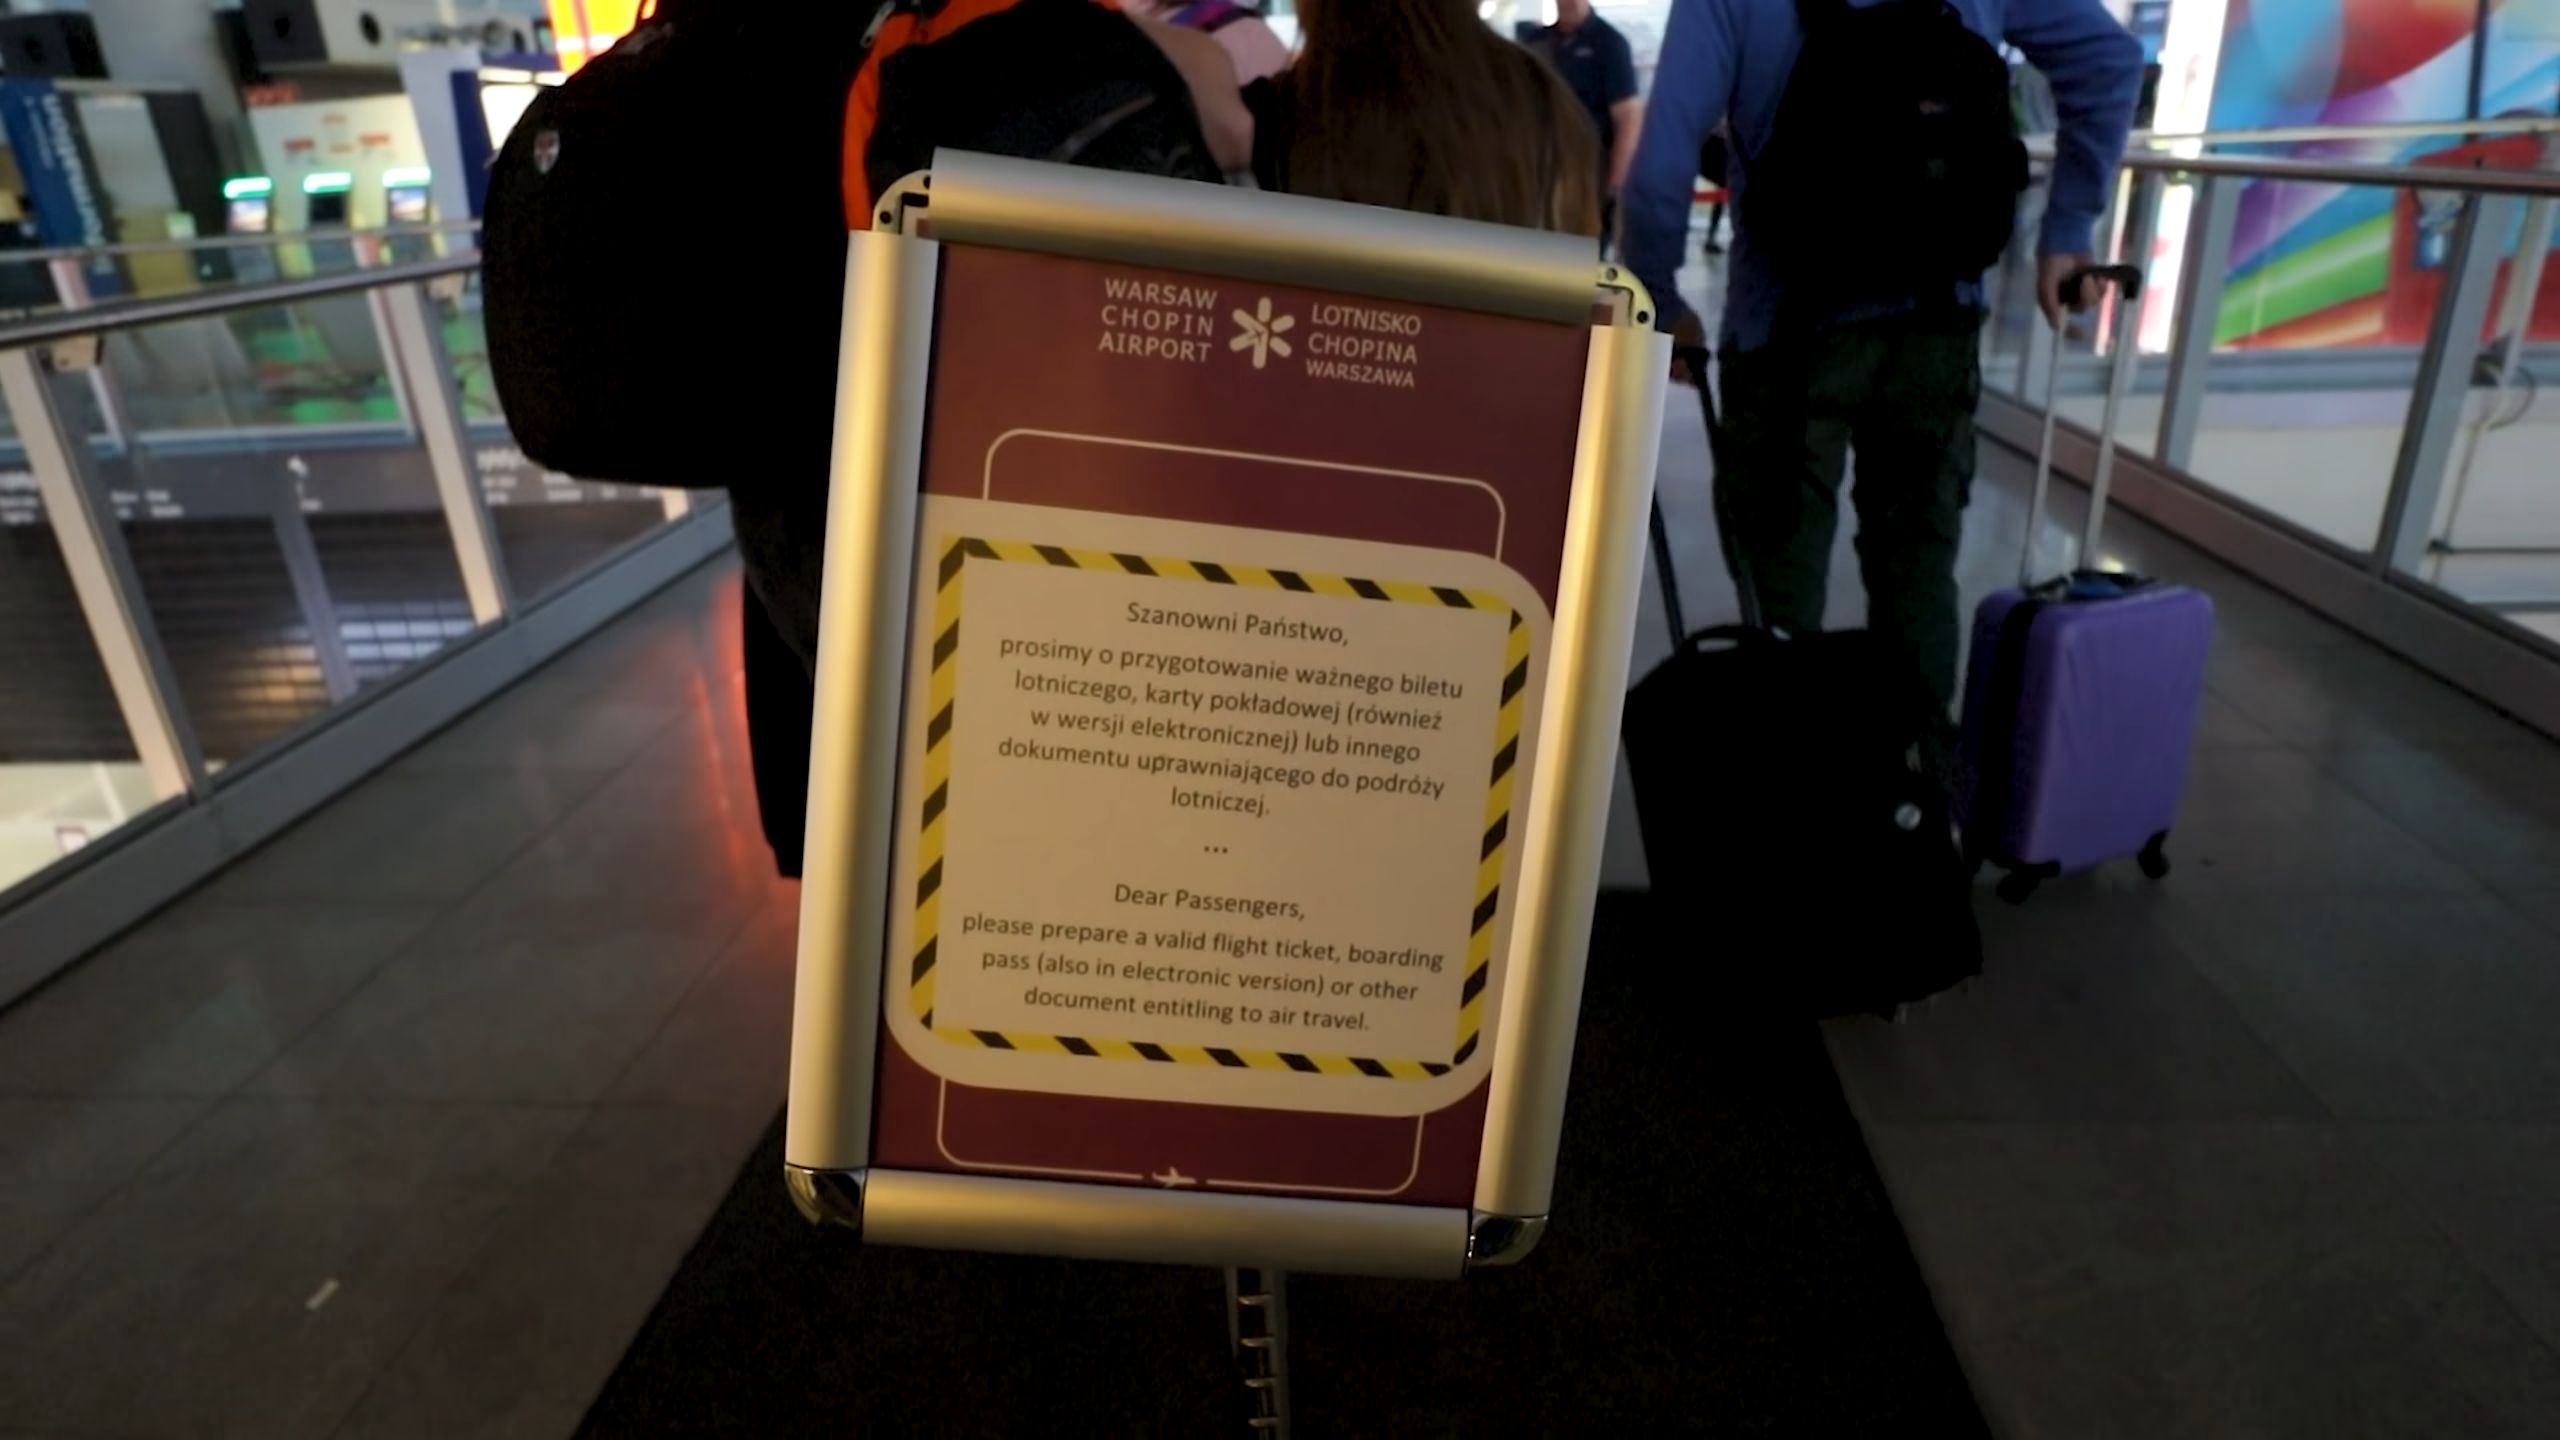 WARSAW
CHOPIN
AIRPORT
LOTNISKO
CHOPINA
WARSZAWA
Szanowni Państwo,
prosimy o przygotowanie ważnego biletu
lotniczego, karty pokładowej (również
w wersji elektronicznej) lub innego
dokumentu uprawniającego do podróży
lotniczej.
...
Dear Passengers,
please prepare a valid flight ticket, boarding
pass (also in electronic version) or other
document entitling to air travel.